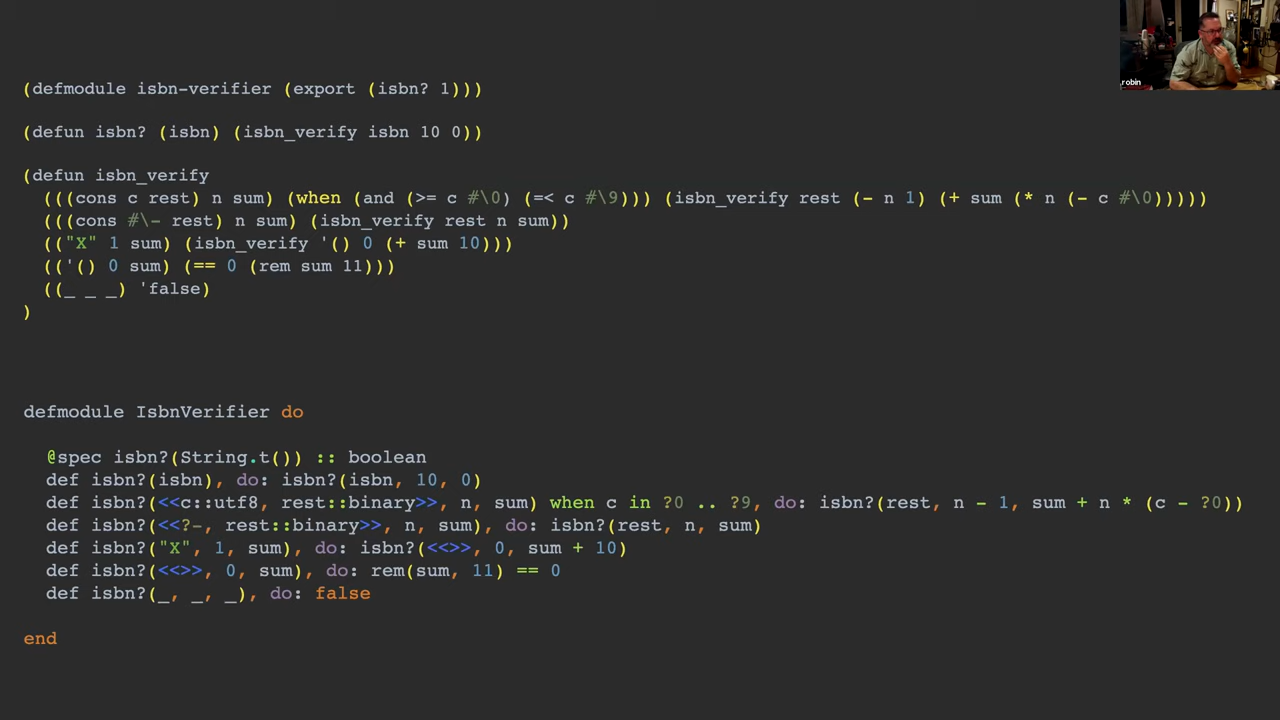 robin
(defmodule isbn-verifier (export (isbn? 1)))
(defun isbn? (isbn) (isbn_verify isbn 10 0))
(defun isbn_verify
(((cons c rest) n sum) (when (and (>= c #\0) (=< c #\9))) (isbn_verify rest (- n 1) (+ sum (* n (- c #\0)))))
(((cons #\- rest) n sum) (isbn_verify rest n sum))
(("X" 1 sum) (isbn_verify '() 0 (+ sum 10)))
(('() 0 sum) (== 0 (rem sum 11)))
((_ _ _) 'false)
)
defmodule IsbnVerifier do
@spec isbn?(String.t()) :: boolean
def isbn?(isbn), do: isbn?(isbn, 10, 0)
def isbn?(<<c::utf8, rest::binary>>, n, sum) when c in ?0 .. ?9, do: isbn?(rest, n - 1, sum + n * (c - ?0))
def isbn?(<<?-, rest::binary>>, n, sum), do: isbn?(rest, n, sum)
def isbn?("X", 1, sum), do: isbn?(<<>>, 0, sum + 10)
def isbn?(<<>>, 0, sum), do: rem(sum, 11) == 0
def isbn?(_, _, _), do: false
end